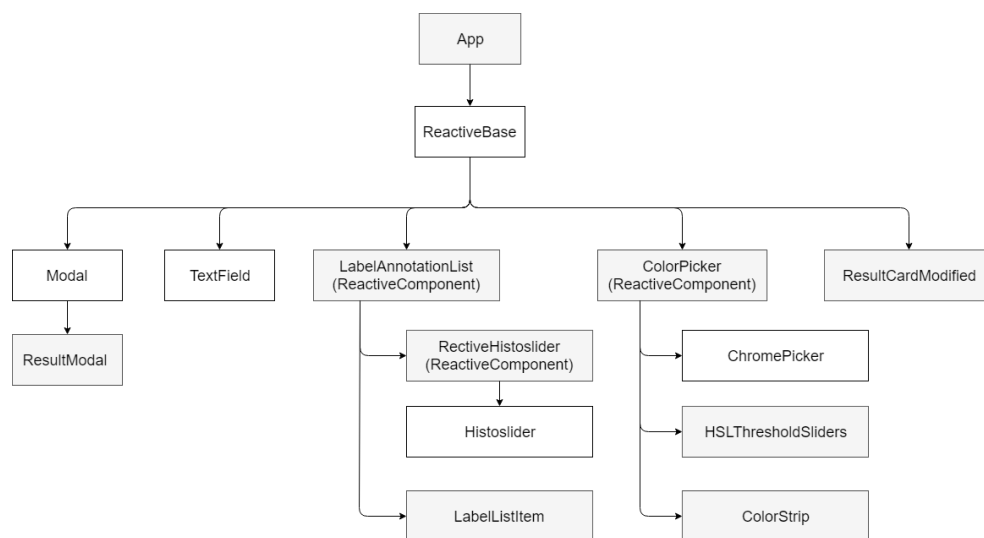 App
ReactiveBase
Modal
TextField
LabelAnnotationList
(ReactiveComponent)
ColorPicker
(ReactiveComponent)
ResultCardModified
ResultModal
RectiveHistoslider
(ReactiveComponent)
ChromePicker
Histoslider
HSLThresholdSliders
LabelListItem
ColorStrip